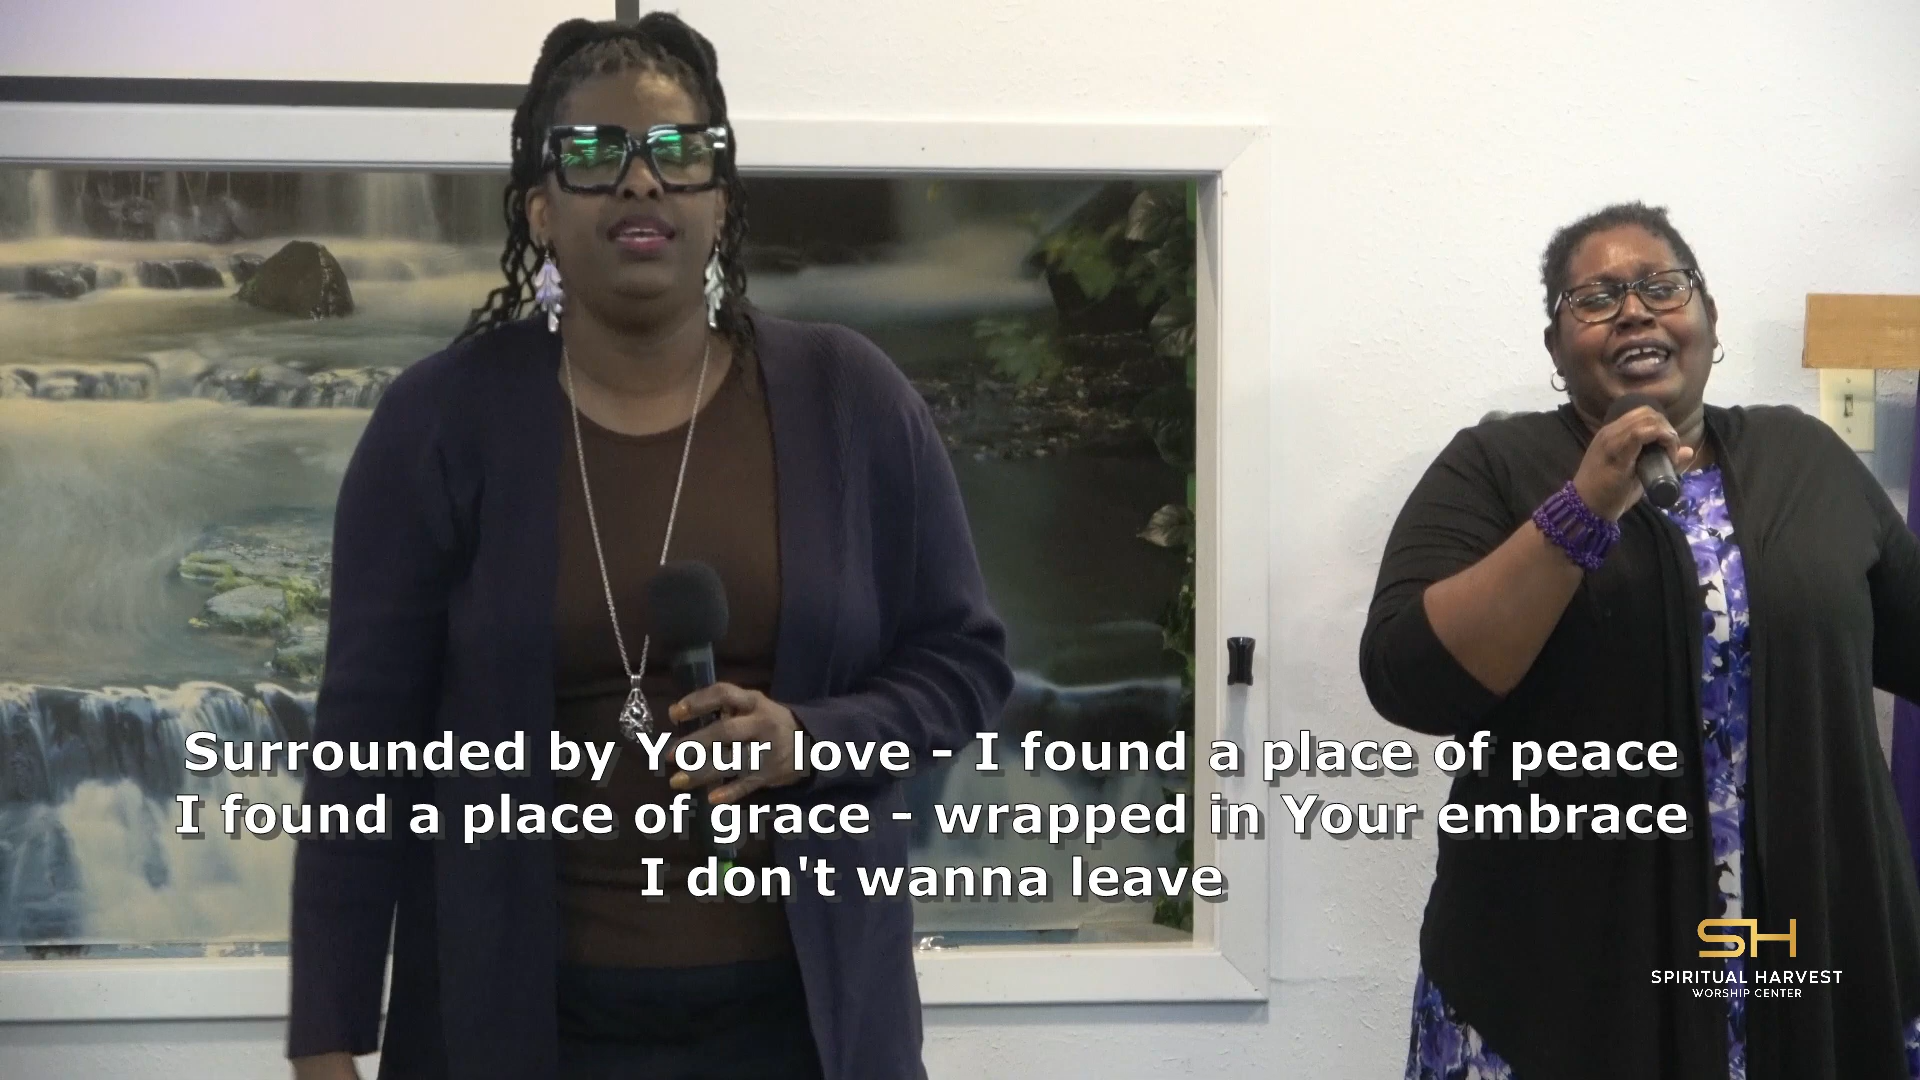 Surrounded by Your love - I found a place of peace
I found a place of grace - wrapped in Your embrace
I don't wanna leave
SH
SPIRITUAL HARVEST
WORSHIP CENTER